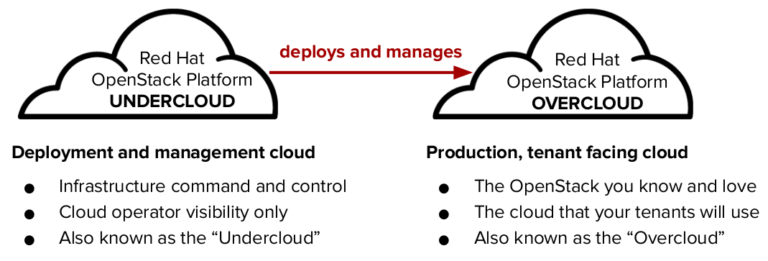 Red Hat
OpenStack Platform
UNDERCLOUD
deploys and manages
Red Hat
OpenStack Platform
OVERCLOUD
Deployment and management cloud
● Infrastructure command and control
● Cloud operator visibility only
● Also known as the “Undercloud”
Production, tenant facing cloud
● The OpenStack you know and love
● The cloud that your tenants will use
● Also known as the “Overcloud”